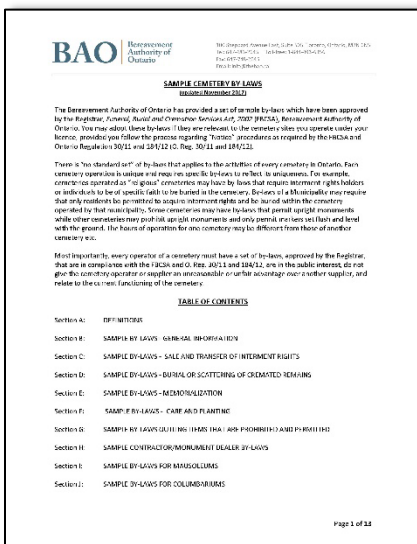 BAO Bereavement
Authority of
Ontario
SAMPLE CEMETERY BY-LAWS
(updated November 2017)
The Bereavement Authority of Ontario has provided a set of sample by-laws which have been approved
by the Registrar, Funeral, Burial and Cremation Services Act, 2002 (FBCSA), Bereavement Authority of
Ontario. You may adopt these by-laws if they are relevant to the cemetery sites you operate under your
licence, provided you follow the process regarding "Notice" procedures as required by the FBCSA and
Ontario Regulation 30/11 and 184/12 (O. Reg. 30/11 and 184/12).
There is "no standard set" of by-laws that applies to the activities of every cemetery in Ontario. Each
cemetery operation is unique and requires specific by-laws to reflect its uniqueness. For example,
cemeteries operated as "religious" cemeteries may have by-laws that require interment rights holders
or individuals to be of specific faith to be buried in the cemetery. By-laws of a Municipality may require
that only residents be permitted to acquire interment rights and be buried within the cemetery
operated by that municipality. Some cemeteries may have by-laws that permit upright monuments
while other cemeteries may prohibit upright monuments and only permit markers set flush and level
with the ground. The hours of operation for one cemetery may be different from those of another
cemetery etc.
Most importantly, every operator of a cemetery must have a set of by-laws, approved by the Registrar,
that are in compliance with the FBCSA and O. Reg. 30/11 and 184/12, are in the public interest, do not
give the cemetery operator or supplier an unreasonable or unfair advantage over another supplier, and
relate to the current functioning of the cemetery.
TABLE OF CONTENTS
Section A: DEFINITIONS
Section B: SAMPLE BY-LAWS - GENERAL INFORMATION
Section C: SAMPLE BY-LAWS - SALE AND TRANSFER OF INTERMENT RIGHTS
Section D: SAMPLE BY-LAWS - BURIAL OR SCATTERING OF CREMATED REMAINS
Section E: SAMPLE BY-LAWS - MEMORIALIZATION
Section F: SAMPLE BY-LAWS - CARE AND PLANTING
Section G: SAMPLE BY-LAWS OUTLING ITEMS THAT ARE PROHIBITED AND PERMITTED
Section H: SAMPLE CONTRACTOR/MONUMENT DEALER BY-LAWS
Section I: SAMPLE BY-LAWS FOR MAUSOLEUMS
Section J: SAMPLE BY-LAWS FOR COLUMBARIUMS
Page 1 of 13